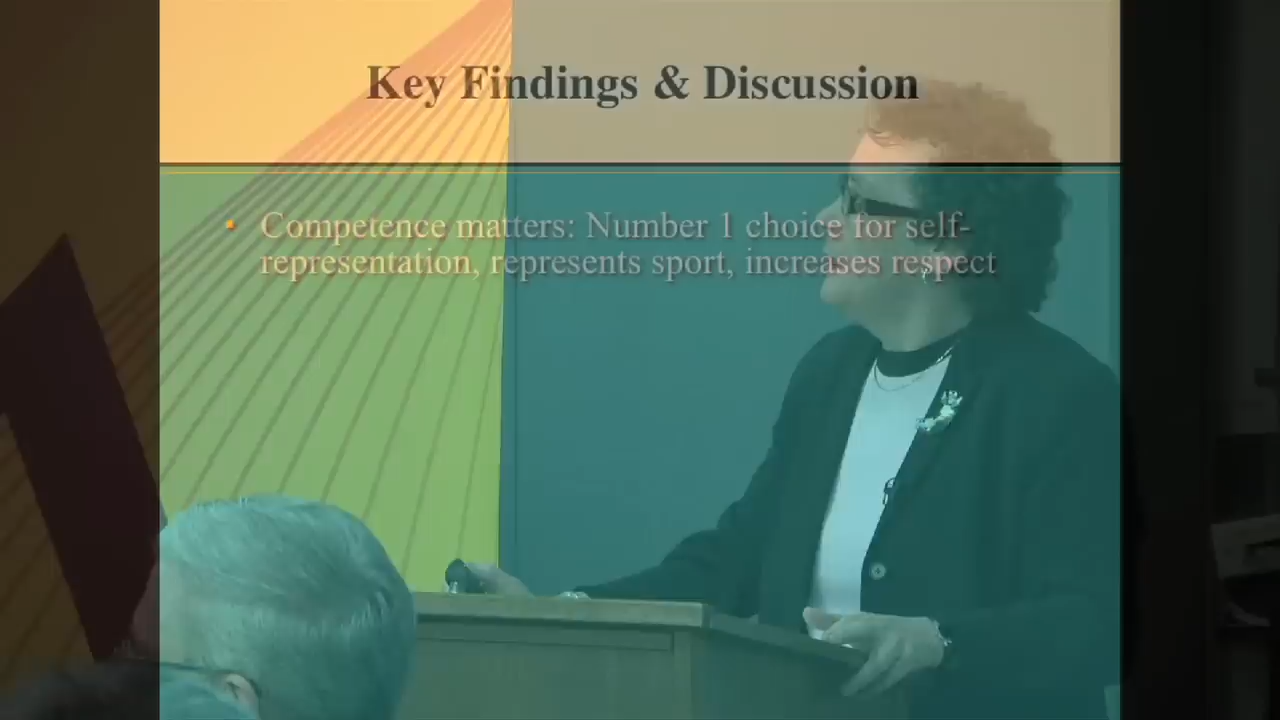 Key Findings & Discussion
• Competence matters: Number 1 choice for self-
representation, represents sport, increases respect